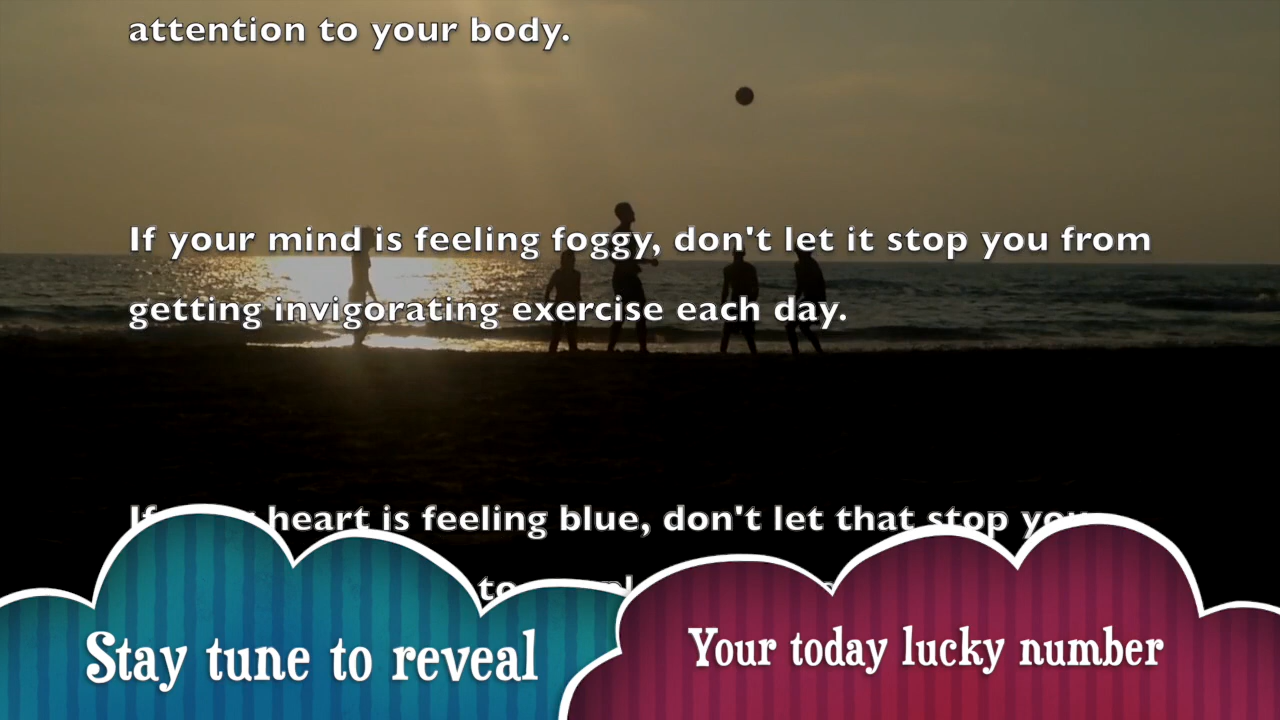 attention to your body.
If your mind is feeling foggy, don't let it stop you from
getting invigorating exercise each day.
heart is feeling blue, don't let that stop you
to
Stay tune to reveal
Your today lucky number